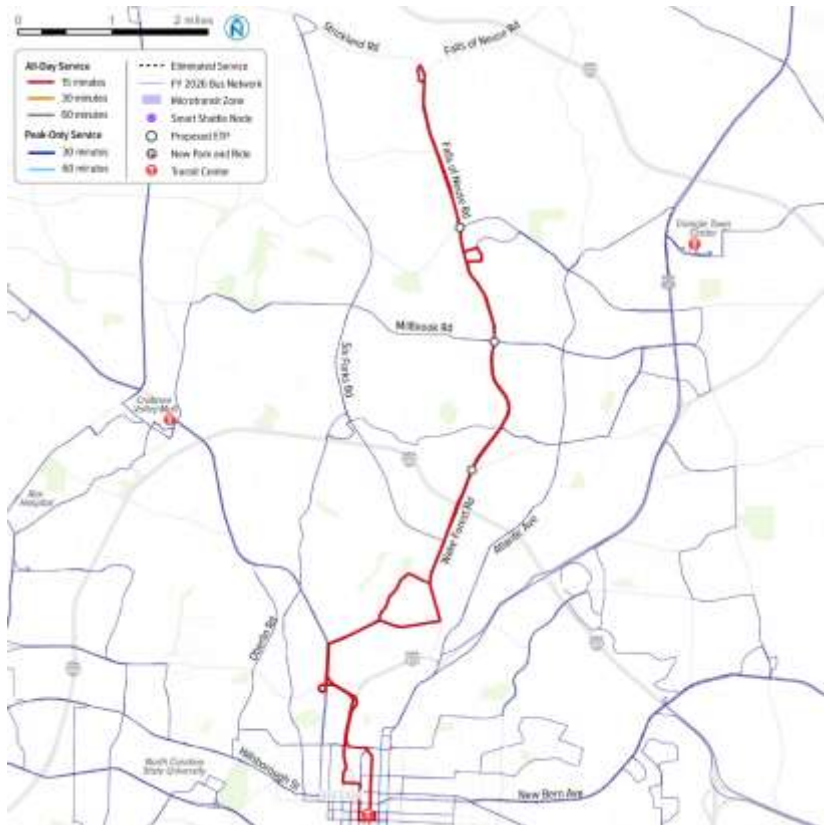 0 1 2 miles
N
All-Day Service
15 minutes
30 minutes
60 minutes
Peak-Only Service
30 minutes
60 minutes
Eliminated Service
FY 2026 Bus Network
Microtransit Zone
Smart Shuttle Node
Proposed ETP
New Park and Ride
Transit Center
Strickland Rd
Falls of Neuse Rd
Falls of Neuse Rd
Triangle Town
Center
Millbrook Rd
Six Forks Rd
Crabtree
Valley Mall
Rex
Hospital
Wake Forest Rd
Atlantic Ave
Oberlin Rd
North Carolina
State University
Hillsborough St
New Bern Ave